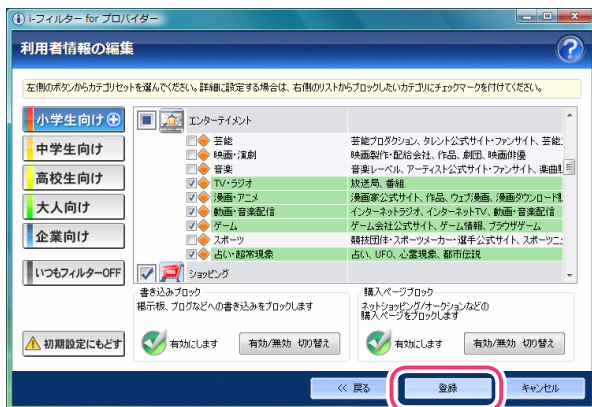 i-フィルター for プロバイダー
利用者情報の編集
左側のボタンからカテゴリセットを選んでください。詳細に設定する場合は、右側のリストからブロックしたいカテゴリにチェックマークを付けてください。
小学生向け
中学生向け
高校生向け
大人向け
企業向け
いつもフィルターOFF
初期設定にもどす
エンターテイメント
芸能 芸能プロダクション、タレント公式サイト・ファンサイト、芸能
映画・演劇 映画製作・配給会社、作品、劇団、映画俳優
音楽 音楽レーベル、アーティスト公式サイト・ファンサイト、楽曲
TV・ラジオ 放送局、番組
漫画・アニメ 漫画家公式サイト、作品、ウェブ漫画、漫画ダウンロード
動画・音楽配信 インターネットラジオ、インターネットTV、動画・音楽配信
ゲーム ゲーム会社公式サイト、ゲーム情報、ブラウザゲーム
スポーツ 競技団体・スポーツメーカー・選手公式サイト、スポーツニ
占い・超常現象 占い、UFO、心霊現象、都市伝説
ショッピング
書き込みブロック
掲示板、ブログなどへの書き込みをブロックします
有効にします 有効/無効 切り替え
購入ページブロック
ネットショッピング/オークションなどの
購入ページをブロックします
有効にします 有効/無効 切り替え
<< 戻る 登録 キャンセル